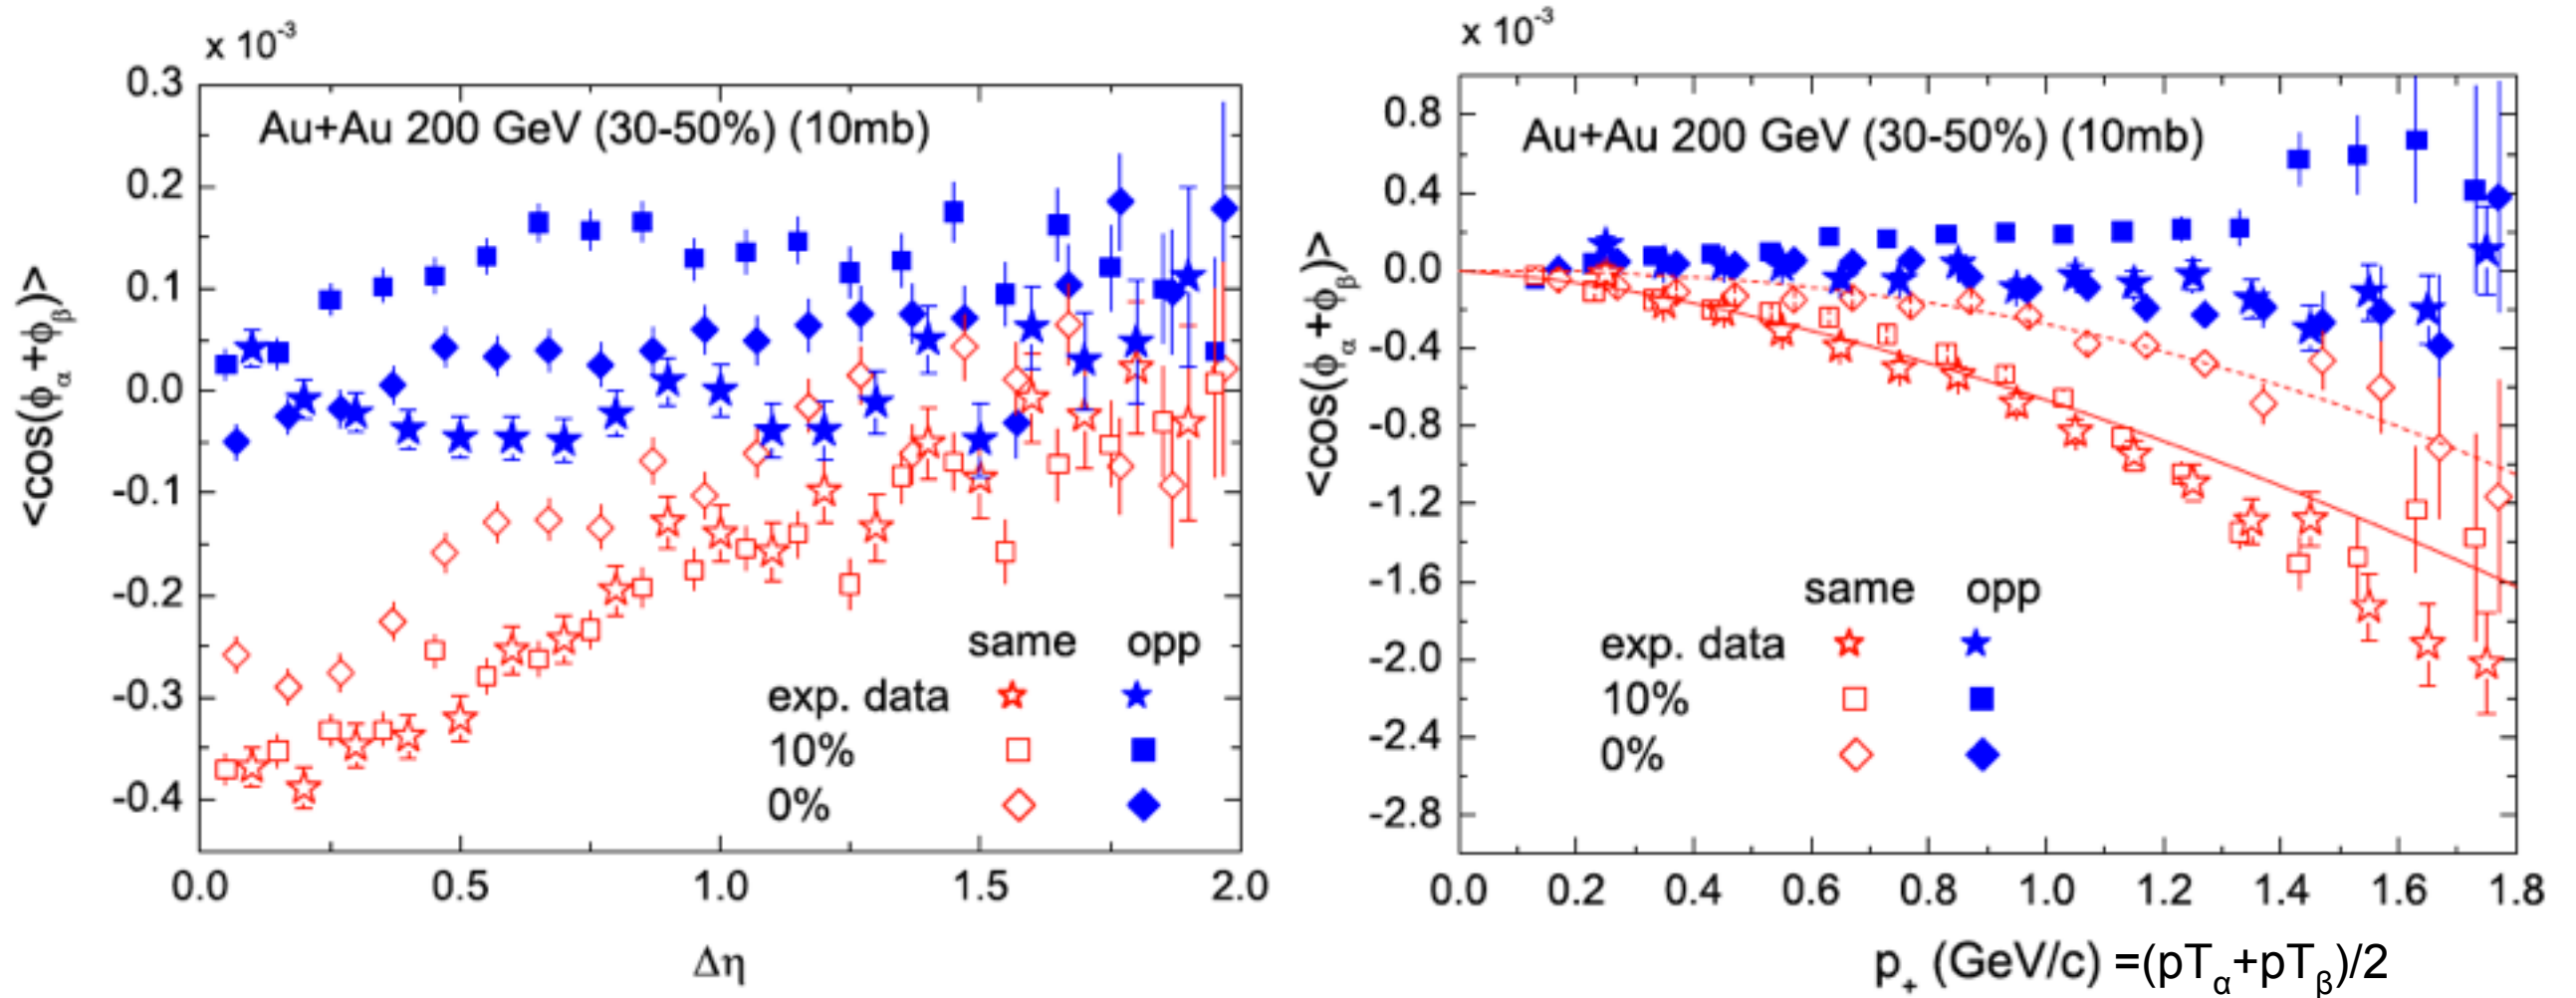 x 10⁻³
0.3
0.2
0.1
0.0
-0.1
-0.2
-0.3
-0.4
<cos(ϕα+ϕβ)>
Au+Au 200 GeV (30-50%) (10mb)
same opp
exp. data
10%
0%
0.0 0.5 1.0 1.5 2.0
Δη
x 10⁻³
0.8
0.4
0.0
-0.4
-0.8
-1.2
-1.6
-2.0
-2.4
-2.8
<cos(ϕα+ϕβ)>
Au+Au 200 GeV (30-50%) (10mb)
same opp
exp. data
10%
0%
0.0 0.2 0.4 0.6 0.8 1.0 1.2 1.4 1.6 1.8
p₊ (GeV/c) =(pTα+pTβ)/2